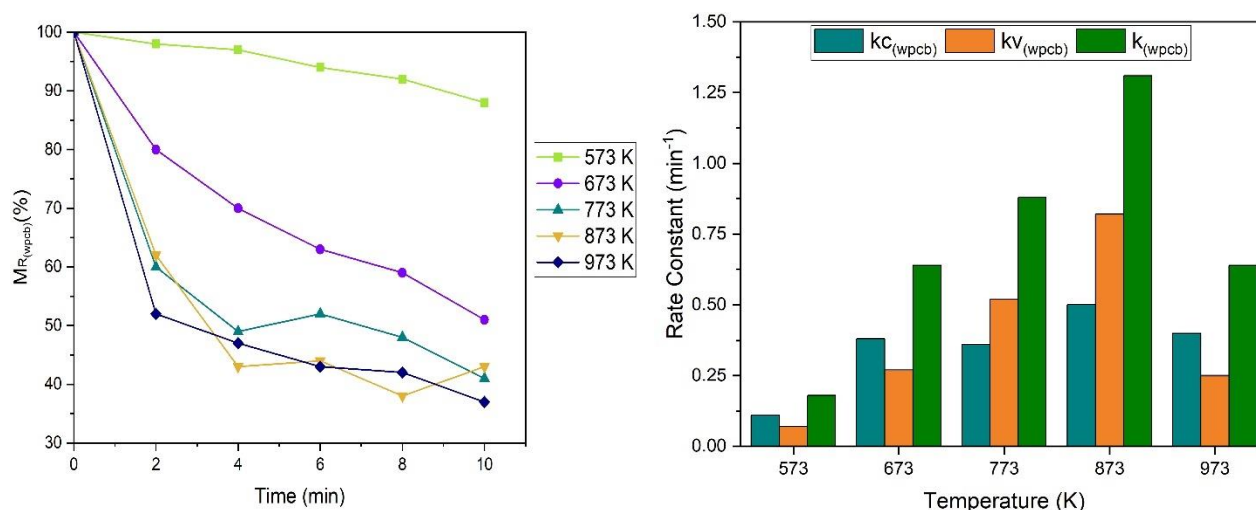 100
90
80
70
60
50
40
30
M_R(wpcb)(%)
0 2 4 6 8 10
Time (min)
573 K
673 K
773 K
873 K
973 K
1.50
1.25
1.00
0.75
0.50
0.25
0.00
Rate Constant (min⁻¹)
kc(wpcb) kv(wpcb) k(wpcb)
573 673 773 873 973
Temperature (K)